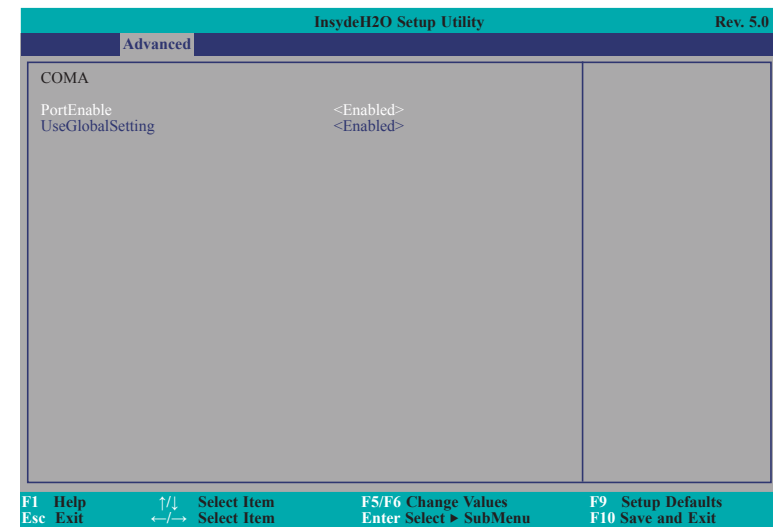 InsydeH2O Setup Utility Rev. 5.0
Advanced
COMA
PortEnable <Enabled>
UseGlobalSetting <Enabled>
F1 Help ↑/↓ Select Item F5/F6 Change Values F9 Setup Defaults
Esc Exit ←/→ Select Item Enter Select ► SubMenu F10 Save and Exit